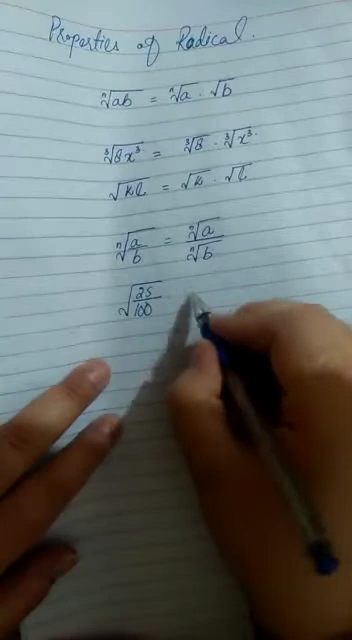 Properties of Radical.
ⁿ√ab = ⁿ√a · √b
³√8x³ = ³√8 · ³√x³
√kl = √k · √l
ⁿ√a/b = ⁿ√a / ⁿ√b
√25/100